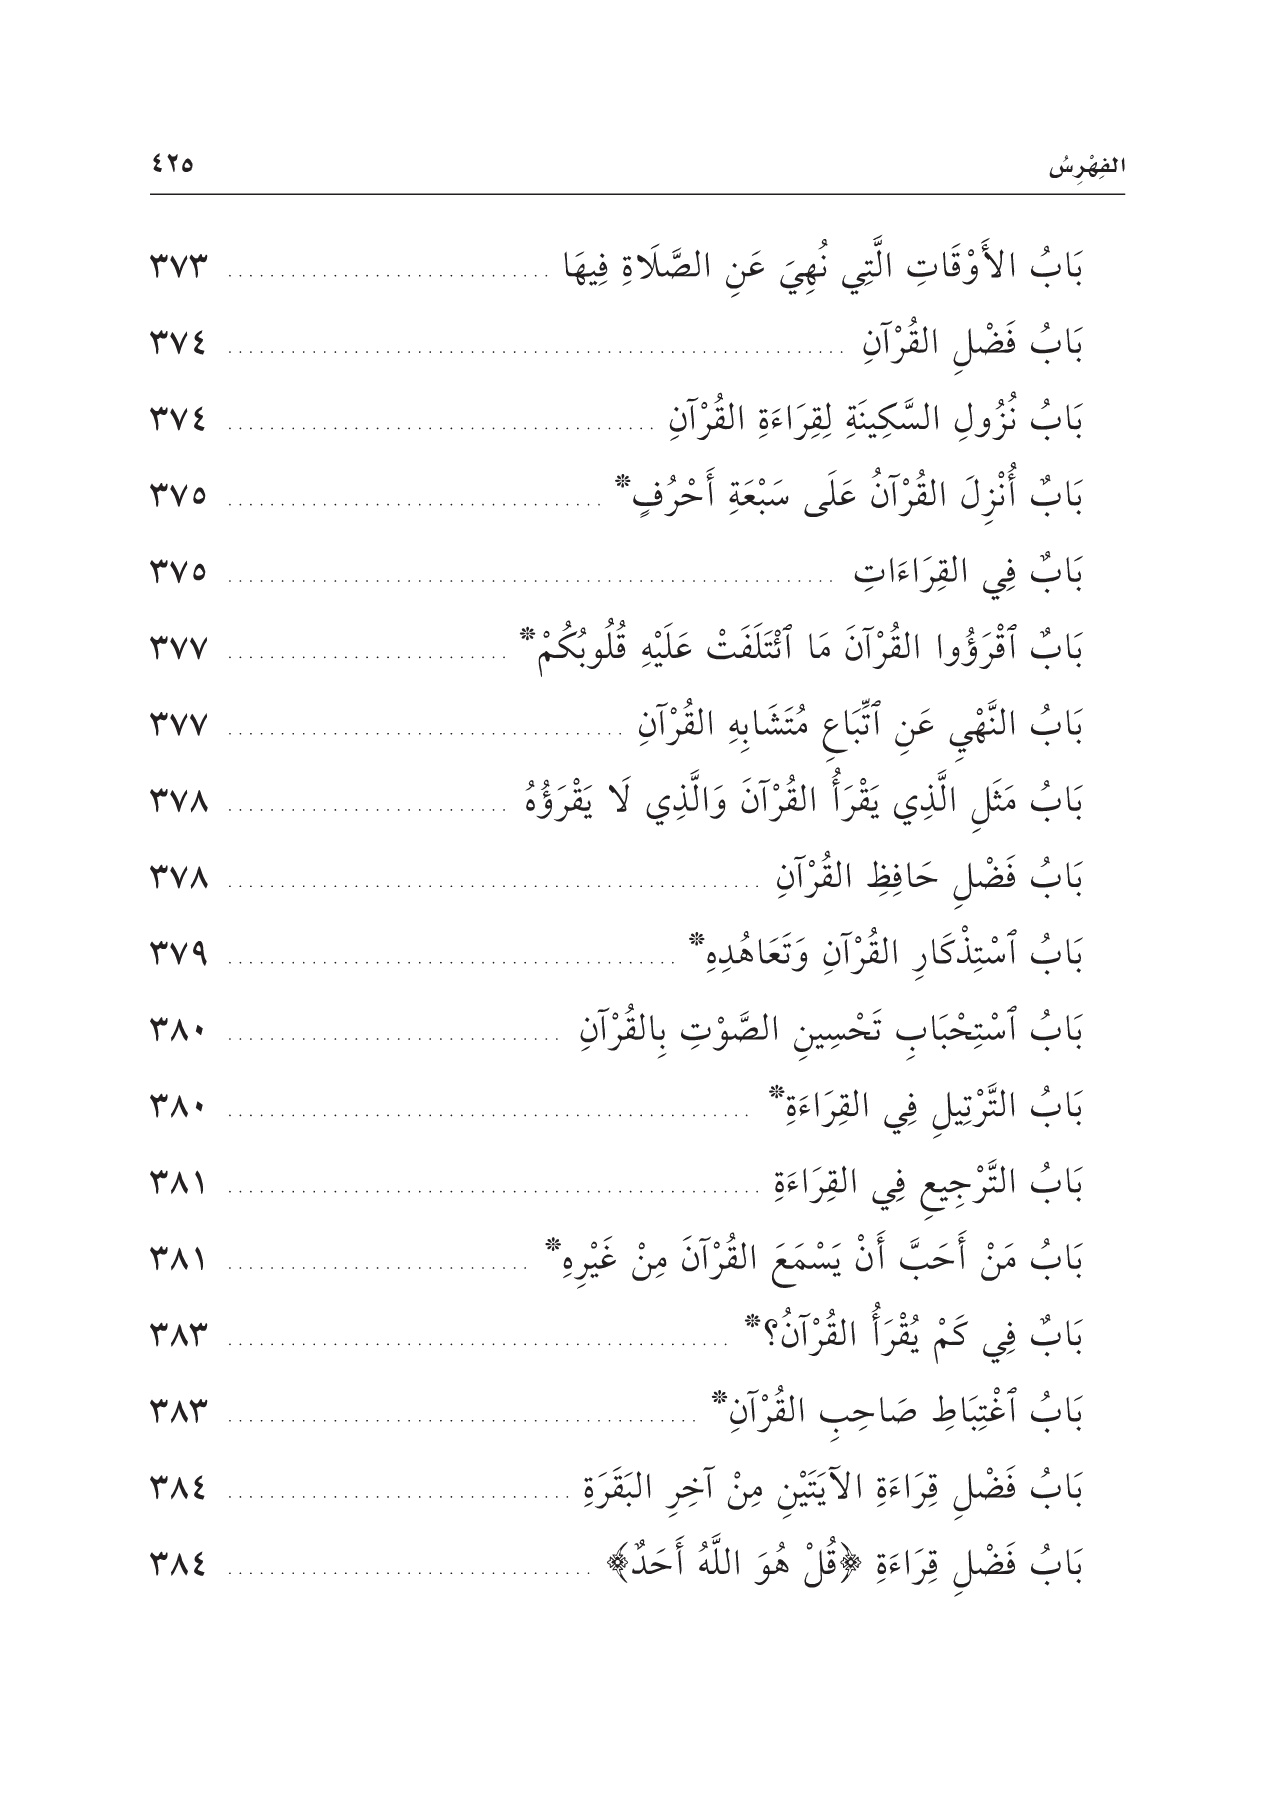 الفِهْرِسُ ٤٢٥
بَابُ الأَوْقَاتِ الَّتِي نُهِيَ عَنِ الصَّلَاةِ فِيهَا ............................... ٣٧٣
بَابُ فَضْلِ القُرْآنِ ........................................................... ٣٧٤
بَابُ نُزُولِ السَّكِينَةِ لِقِرَاءَةِ القُرْآنِ ......................................... ٣٧٤
بَابٌ أُنْزِلَ القُرْآنُ عَلَى سَبْعَةِ أَحْرُفٍ* .................................... ٣٧٥
بَابٌ فِي القِرَاءَاتِ .......................................................... ٣٧٥
بَابٌ ٱقْرَؤُوا القُرْآنَ مَا ٱئْتَلَفَتْ عَلَيْهِ قُلُوبُكُمْ* ........................... ٣٧٧
بَابُ النَّهْيِ عَنِ ٱتِّبَاعِ مُتَشَابِهِ القُرْآنِ ...................................... ٣٧٧
بَابُ مَثَلِ الَّذِي يَقْرَأُ القُرْآنَ وَالَّذِي لَا يَقْرَؤُهُ ........................... ٣٧٨
بَابُ فَضْلِ حَافِظِ القُرْآنِ ................................................... ٣٧٨
بَابُ ٱسْتِذْكَارِ القُرْآنِ وَتَعَاهُدِهِ* ........................................... ٣٧٩
بَابُ ٱسْتِحْبَابِ تَحْسِينِ الصَّوْتِ بِالقُرْآنِ ................................ ٣٨٠
بَابُ التَّرْتِيلِ فِي القِرَاءَةِ* .................................................. ٣٨٠
بَابُ التَّرْجِيعِ فِي القِرَاءَةِ ................................................... ٣٨١
بَابُ مَنْ أَحَبَّ أَنْ يَسْمَعَ القُرْآنَ مِنْ غَيْرِهِ* ............................. ٣٨١
بَابٌ فِي كَمْ يُقْرَأُ القُرْآنُ؟* ................................................ ٣٨٣
بَابُ ٱغْتِبَاطِ صَاحِبِ القُرْآنِ* ............................................. ٣٨٣
بَابُ فَضْلِ قِرَاءَةِ الآيَتَيْنِ مِنْ آخِرِ البَقَرَةِ ................................. ٣٨٤
بَابُ فَضْلِ قِرَاءَةِ ﴿قُلْ هُوَ اللَّهُ أَحَدٌ﴾ ................................... ٣٨٤